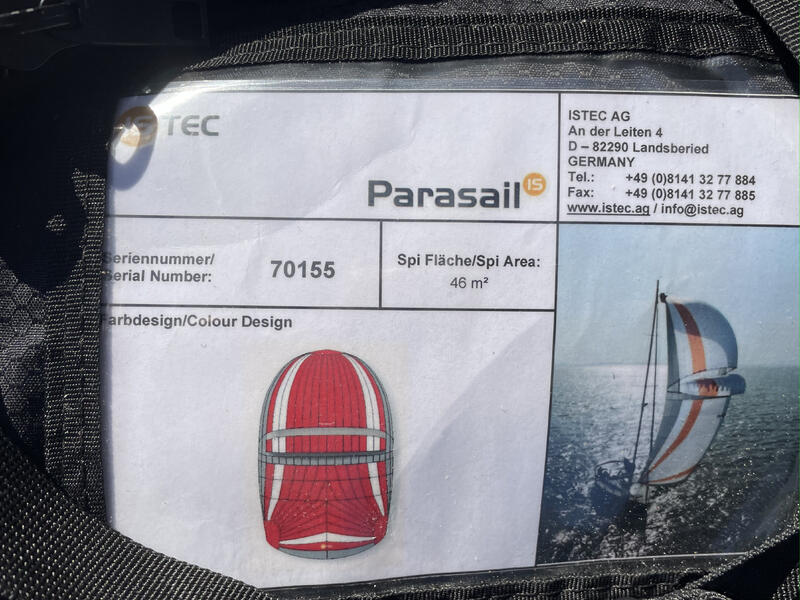 ISTEC
Parasail IS
ISTEC AG
An der Leiten 4
D – 82290 Landsberied
GERMANY
Tel.: +49 (0)8141 32 77 884
Fax: +49 (0)8141 32 77 885
www.istec.ag / info@istec.ag
Seriennummer/
Serial Number:
70155
Spi Fläche/Spi Area:
46 m²
Farbdesign/Colour Design